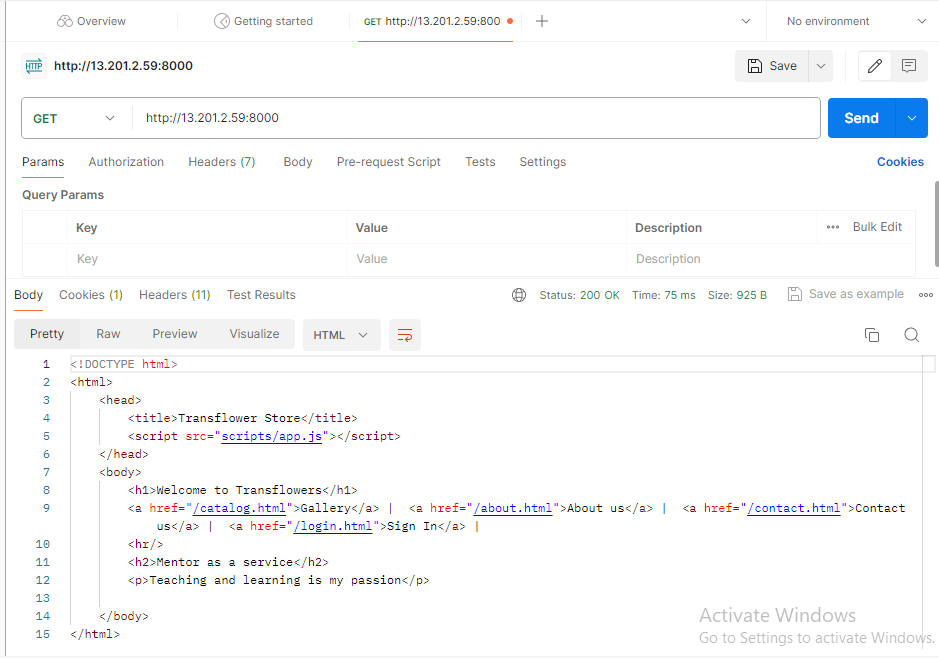 Overview
Getting started
GET http://13.201.2.59:800
No environment
HTTP http://13.201.2.59:8000
Save
GET
http://13.201.2.59:8000
Send
Params Authorization Headers (7) Body Pre-request Script Tests Settings Cookies
Query Params
Key Value Description Bulk Edit
Key Value Description
Body Cookies (1) Headers (11) Test Results Status: 200 OK Time: 75 ms Size: 925 B Save as example
Pretty Raw Preview Visualize HTML
1 <!DOCTYPE html>
2 <html>
3 <head>
4 <title>Transflower Store</title>
5 <script src="scripts/app.js"></script>
6 </head>
7 <body>
8 <h1>Welcome to Transflowers</h1>
9 <a href="/catalog.html">Gallery</a> | <a href="/about.html">About us</a> | <a href="/contact.html">Contact
us</a> | <a href="/login.html">Sign In</a> |
10 <hr/>
11 <h2>Mentor as a service</h2>
12 <p>Teaching and learning is my passion</p>
13
14 </body>
15 </html>
Activate Windows
Go to Settings to activate Windows.